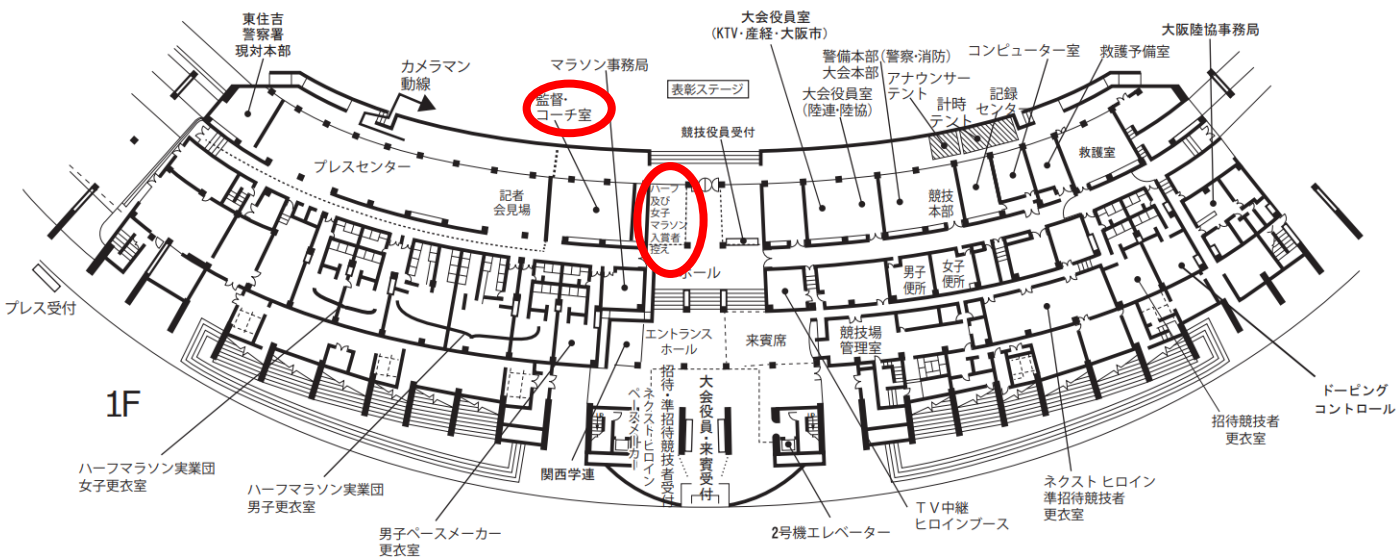 東住吉
警察署
現対本部
カメラマン
動線
マラソン事務局
監督・
コーチ室
表彰ステージ
競技役員受付
大会役員室
(KTV・産経・大阪市)
警備本部(警察・消防)
大会本部
大会役員室
(陸連・陸協)
アナウンサー
テント
計時
テント
記録
センター
コンピューター室
救護予備室
大阪陸協事務局
救護室
プレスセンター
記者
会見場
ハーフ
及び
女子
マラソン
入賞者
控え
競技
本部
ホール
男子
便所
女子
便所
プレス受付
エントランス
ホール
来賓席
競技場
管理室
1F
招待・準招待競技者受付
ネクストヒロイン
ペースメーカー
大会役員・来賓受付
ドーピング
コントロール
招待競技者
更衣室
ネクスト ヒロイン
準招待競技者
更衣室
TV中継
ヒロインブース
2号機エレベーター
関西学連
男子ペースメーカー
更衣室
ハーフマラソン実業団
男子更衣室
ハーフマラソン実業団
女子更衣室